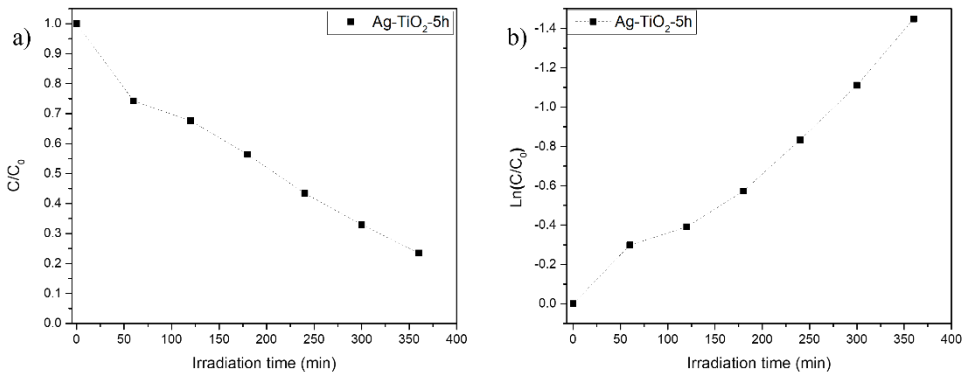 a)
Ag-TiO₂-5h
C/C₀
1.0
0.9
0.8
0.7
0.6
0.5
0.4
0.3
0.2
0.1
0.0
0 50 100 150 200 250 300 350 400
Irradiation time (min)
b)
Ag-TiO₂-5h
Ln(C/C₀)
-1.4
-1.2
-1.0
-0.8
-0.6
-0.4
-0.2
0.0
0 50 100 150 200 250 300 350 400
Irradiation time (min)